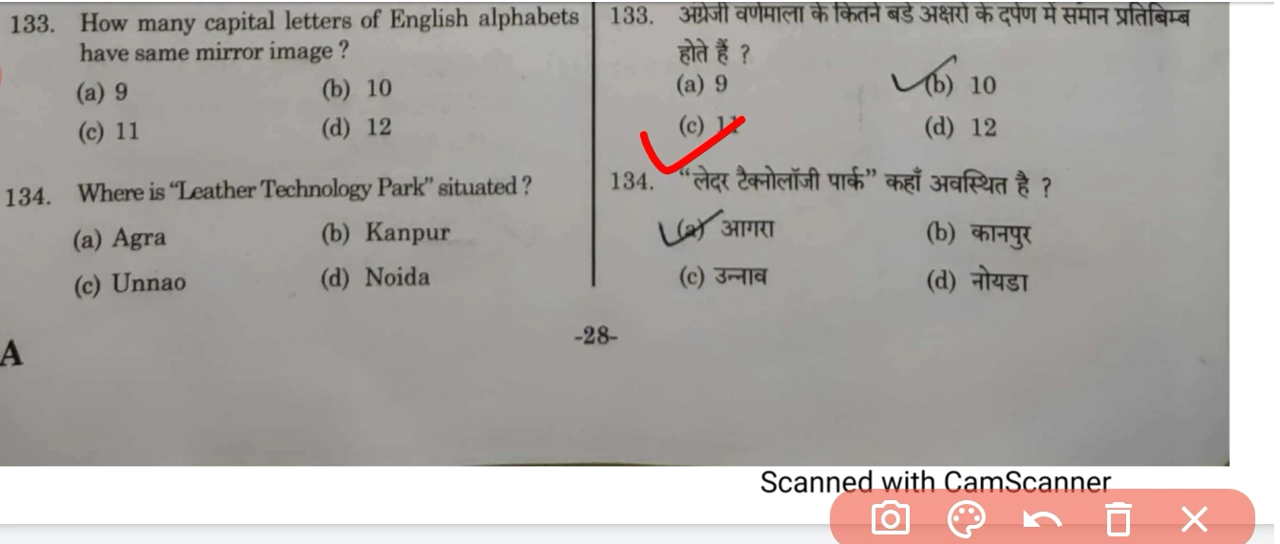 133. How many capital letters of English alphabets
have same mirror image ?
(a) 9 (b) 10
(c) 11 (d) 12
134. Where is “Leather Technology Park” situated ?
(a) Agra (b) Kanpur
(c) Unnao (d) Noida
133. अंग्रेजी वर्णमाला के कितने बड़े अक्षरों के दर्पण में समान प्रतिबिम्ब
होते हैं ?
(a) 9 (b) 10
(c) 11 (d) 12
134. “लेदर टैक्नोलॉजी पार्क” कहाँ अवस्थित है ?
(a) आगरा (b) कानपुर
(c) उन्नाव (d) नोयडा
-28-
A
Scanned with CamScanner